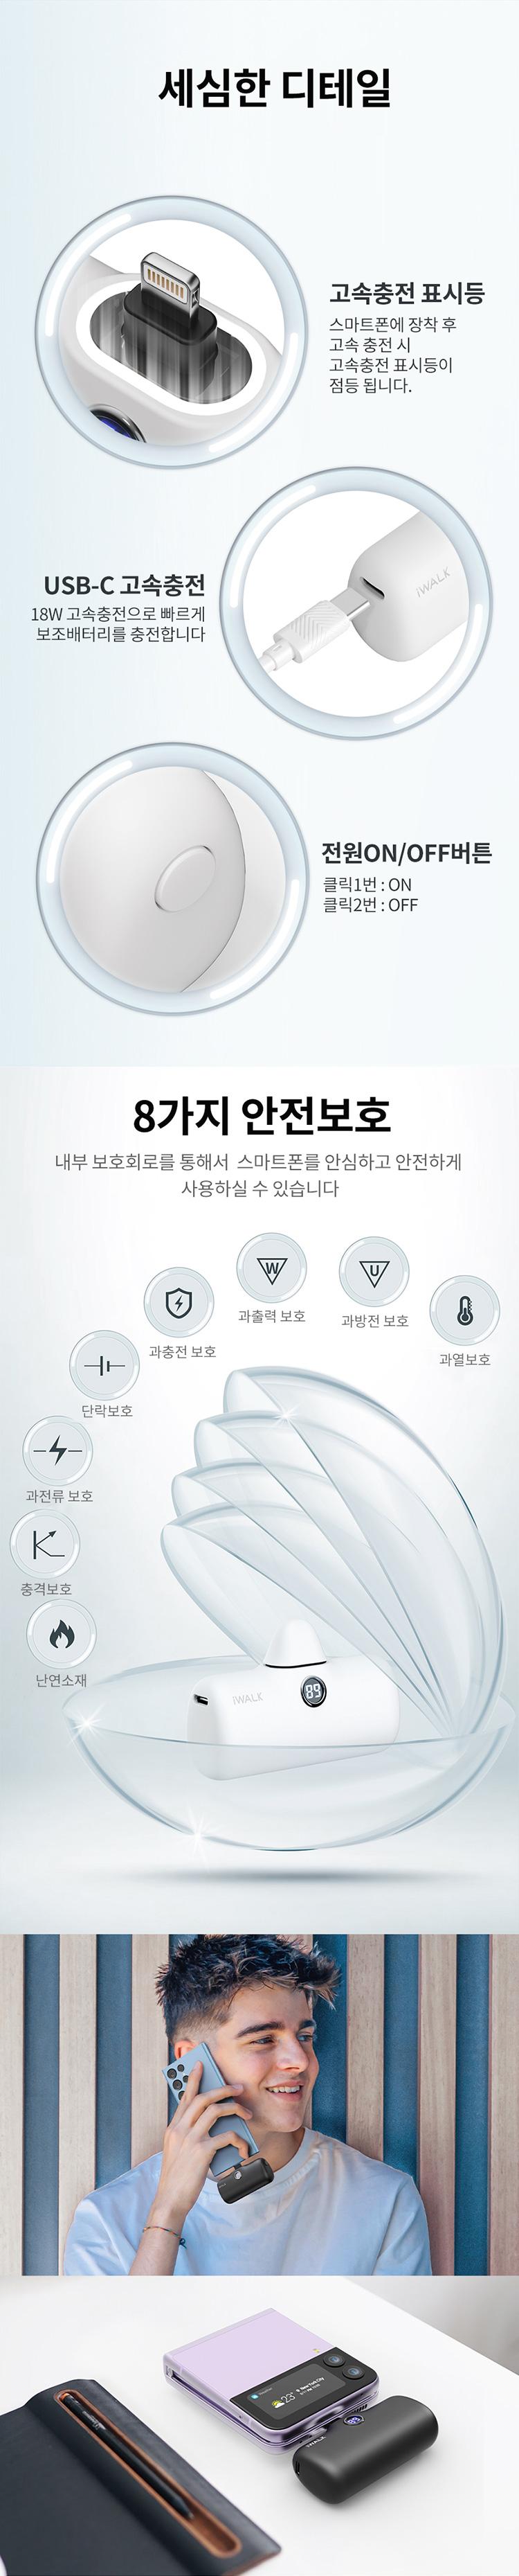 세심한 디테일
고속충전 표시등
스마트폰에 장착 후
고속 충전 시
고속충전 표시등이
점등 됩니다.
iWALK
USB-C 고속충전
18W 고속충전으로 빠르게
보조배터리를 충전합니다
전원ON/OFF버튼
클릭1번 : ON
클릭2번 : OFF
8가지 안전보호
내부 보호회로를 통해서 스마트폰를 안심하고 안전하게
사용하실 수 있습니다
W
과출력 보호
U
과방전 보호
과충전 보호
과열보호
단락보호
과전류 보호
충격보호
난연소재
iWALK
89
23°
New York City
iWALK